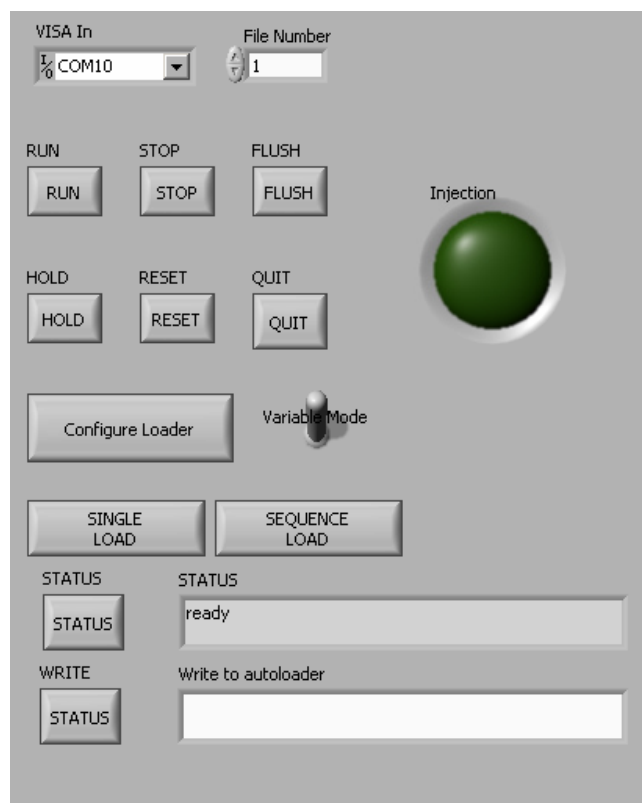 VISA In
File Number
I/O COM10
1
RUN STOP FLUSH
RUN STOP FLUSH
Injection
HOLD RESET QUIT
HOLD RESET QUIT
Configure Loader
Variable Mode
SINGLE
LOAD
SEQUENCE
LOAD
STATUS STATUS
STATUS ready
WRITE Write to autoloader
STATUS